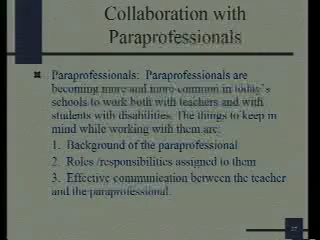 Collaboration with
Paraprofessionals
Paraprofessionals: Paraprofessionals are
becoming more and more common in today's
schools to work both with teachers and with
students with disabilities. The things to keep in
mind while working with them are:
1. Background of the paraprofessional
2. Roles /responsibilities assigned to them
3. Effective communication between the teacher
and the paraprofessional.